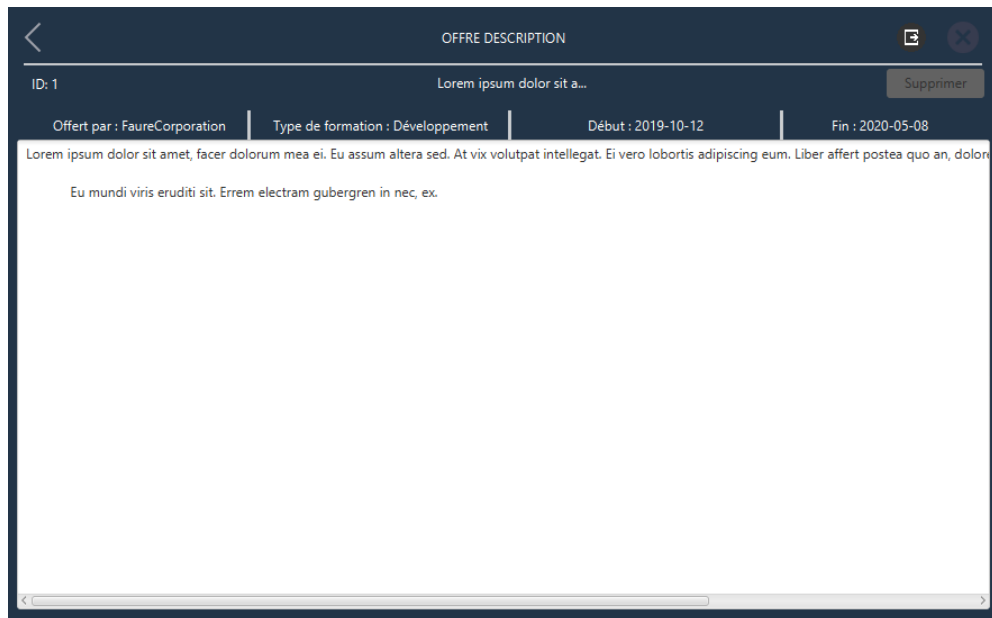 OFFRE DESCRIPTION
ID: 1 Lorem ipsum dolor sit a... Supprimer
Offert par : FaureCorporation Type de formation : Développement Début : 2019-10-12 Fin : 2020-05-08
Lorem ipsum dolor sit amet, facer dolorum mea ei. Eu assum altera sed. At vix volutpat intellegat. Ei vero lobortis adipiscing eum. Liber affert postea quo an, dolore
Eu mundi viris eruditi sit. Errem electram gubergren in nec, ex.